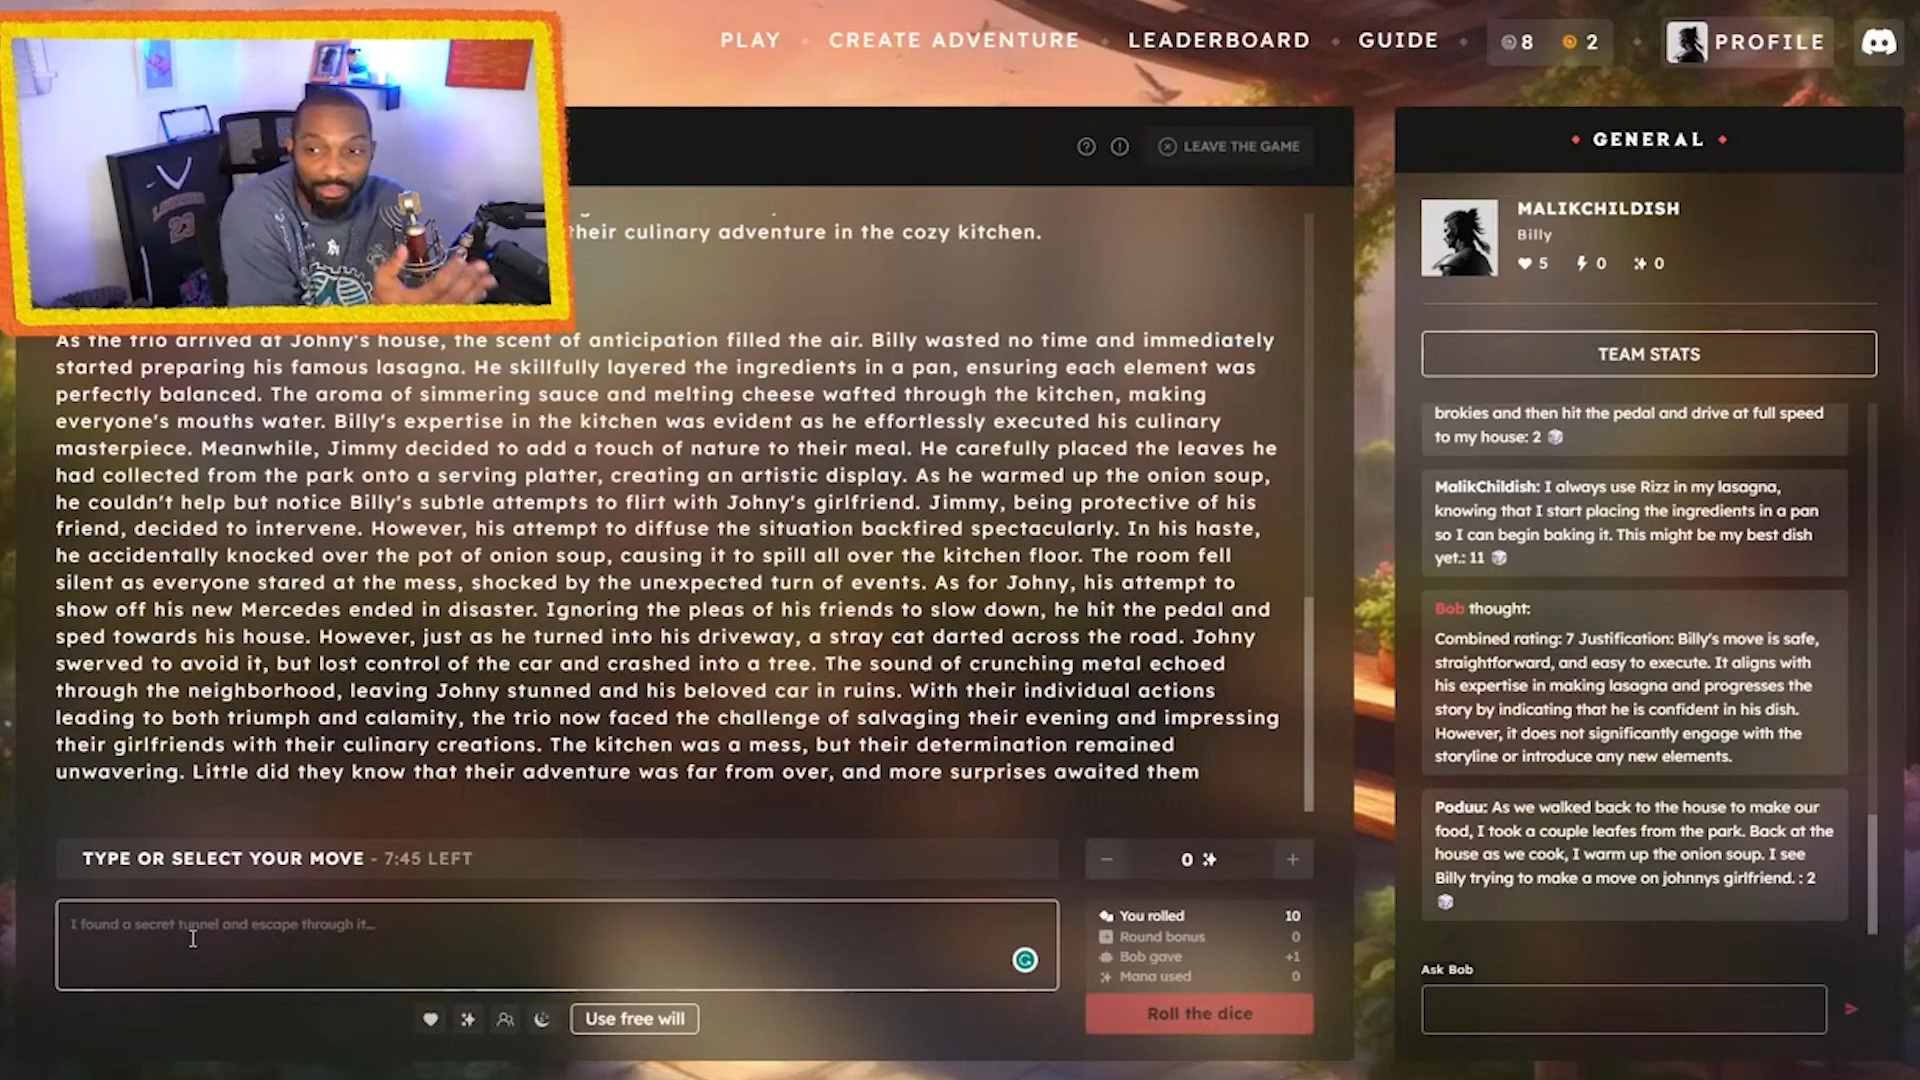 PLAY
CREATE ADVENTURE
LEADERBOARD
GUIDE
8
2
PROFILE
23
LEAVE THE GAME
their culinary adventure in the cozy kitchen.
As the trio arrived at Johny's house, the scent of anticipation filled the air. Billy wasted no time and immediately
started preparing his famous lasagna. He skillfully layered the ingredients in a pan, ensuring each element was
perfectly balanced. The aroma of simmering sauce and melting cheese wafted through the kitchen, making
everyone's mouths water. Billy's expertise in the kitchen was evident as he effortlessly executed his culinary
masterpiece. Meanwhile, Jimmy decided to add a touch of nature to their meal. He carefully placed the leaves he
had collected from the park onto a serving platter, creating an artistic display. As he warmed up the onion soup,
he couldn't help but notice Billy's subtle attempts to flirt with Johny's girlfriend. Jimmy, being protective of his
friend, decided to intervene. However, his attempt to diffuse the situation backfired spectacularly. In his haste,
he accidentally knocked over the pot of onion soup, causing it to spill all over the kitchen floor. The room fell
silent as everyone stared at the mess, shocked by the unexpected turn of events. As for Johny, his attempt to
show off his new Mercedes ended in disaster. Ignoring the pleas of his friends to slow down, he hit the pedal and
sped towards his house. However, just as he turned into his driveway, a stray cat darted across the road. Johny
swerved to avoid it, but lost control of the car and crashed into a tree. The sound of crunching metal echoed
through the neighborhood, leaving Johny stunned and his beloved car in ruins. With their individual actions
leading to both triumph and calamity, the trio now faced the challenge of salvaging their evening and impressing
their girlfriends with their culinary creations. The kitchen was a mess, but their determination remained
unwavering. Little did they know that their adventure was far from over, and more surprises awaited them
TYPE OR SELECT YOUR MOVE - 7:45 LEFT
I found a secret tunnel and escape through it...
Use free will
− 0 +
You rolled 10
Round bonus 0
Bob gave +1
Mana used 0
Roll the dice
GENERAL
MALIKCHILDISH
Billy
5 0 0
TEAM STATS
brokies and then hit the pedal and drive at full speed
to my house: 2
MalikChildish: I always use Rizz in my lasagna,
knowing that I start placing the ingredients in a pan
so I can begin baking it. This might be my best dish
yet.: 11
Bob thought:
Combined rating: 7 Justification: Billy's move is safe,
straightforward, and easy to execute. It aligns with
his expertise in making lasagna and progresses the
story by indicating that he is confident in his dish.
However, it does not significantly engage with the
storyline or introduce any new elements.
Poduu: As we walked back to the house to make our
food, I took a couple leafes from the park. Back at the
house as we cook, I warm up the onion soup. I see
Billy trying to make a move on johnnys girlfriend. : 2
Ask Bob